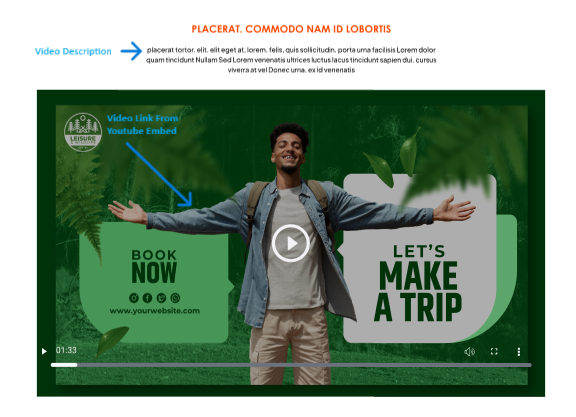 PLACERAT, COMMODO NAM ID LOBORTIS
Video Description
placerat tortor. elit. elit eget at, lorem. felis, quis sollicitudin. porta urna facilisis Lorem dolor
quam tincidunt Nullam Sed Lorem venenatis ultrices luctus lacus tincidunt sapien dui. cursus
viverra at vel Donec urna. ex id venenatis
Video Link From
Youtube Embed
LEISURE
& WILDLIFE
BOOK
NOW
www.yourwebsite.com
LET'S
MAKE
A TRIP
01:33